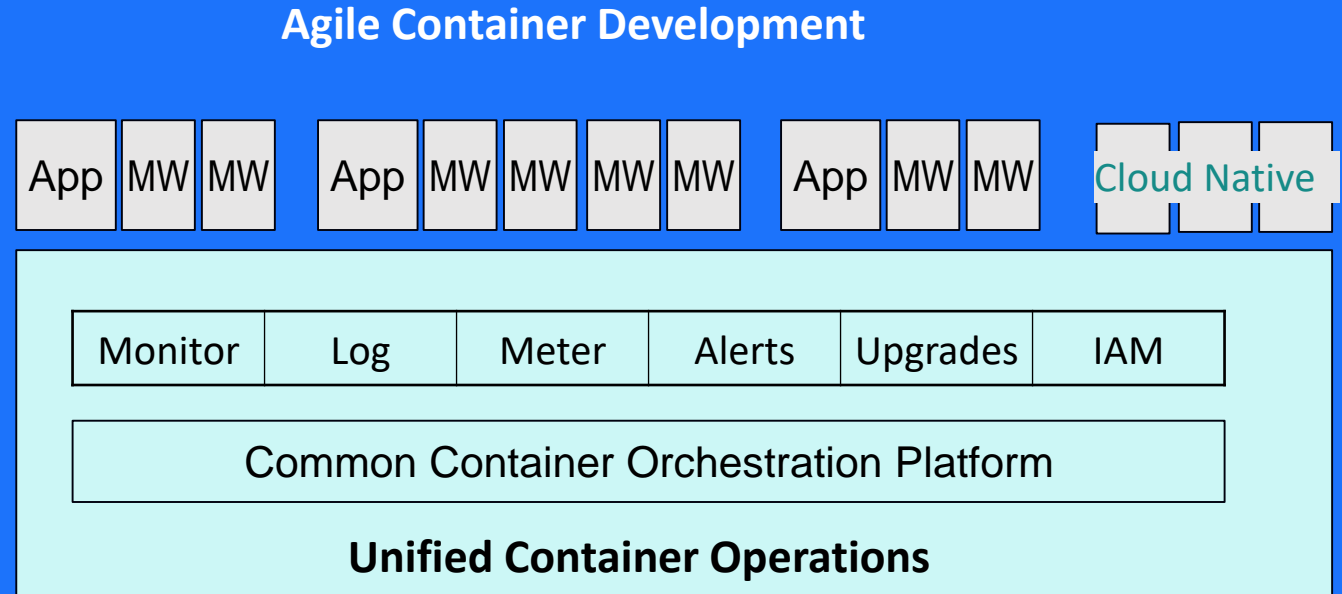 Agile Container Development
App MW MW App MW MW MW MW App MW MW Cloud Native
Monitor Log Meter Alerts Upgrades IAM
Common Container Orchestration Platform
Unified Container Operations